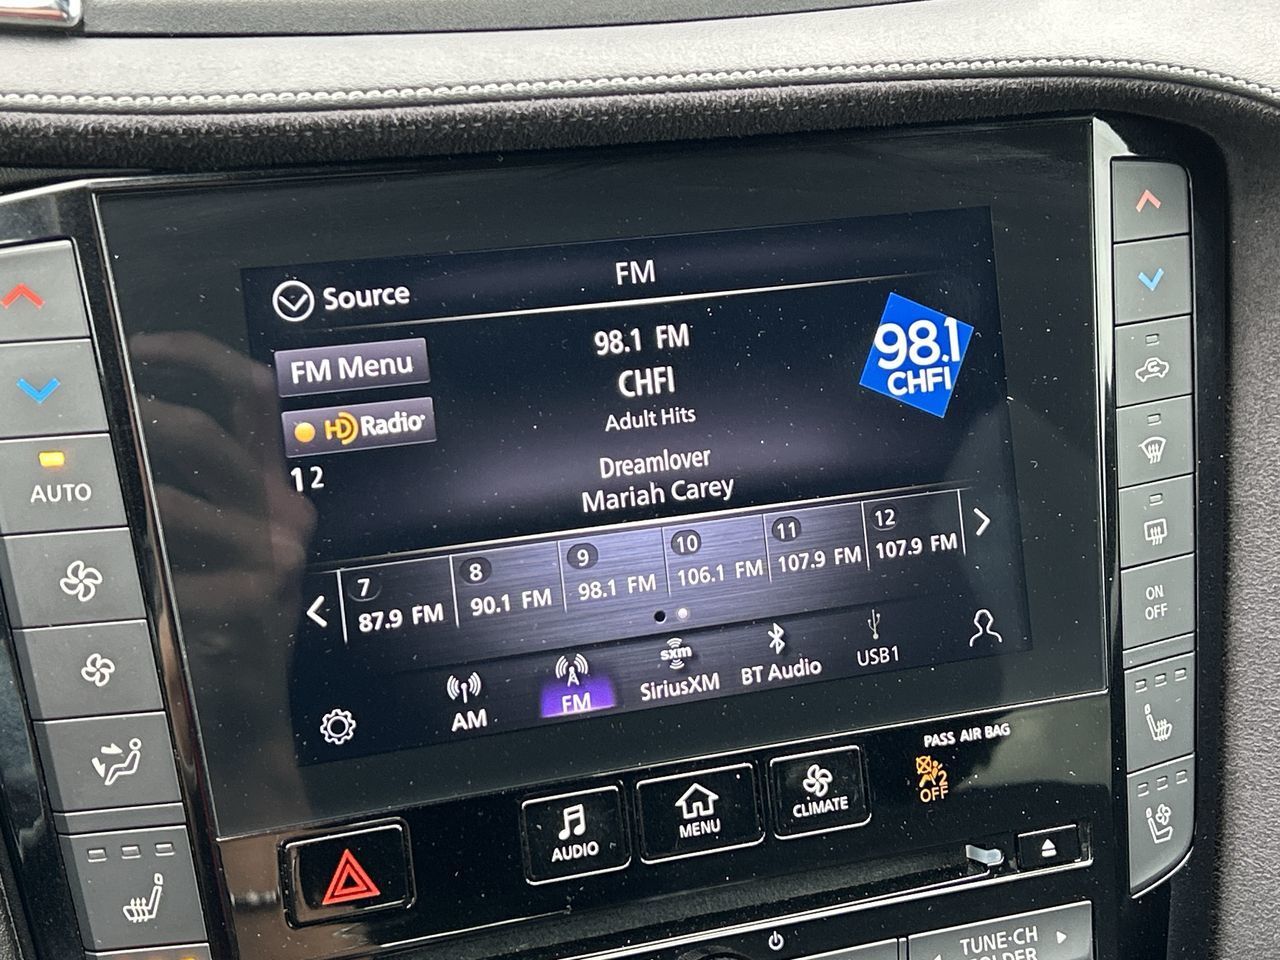 FM
Source
FM Menu
98.1 FM
CHFI
Adult Hits
98.1
CHFI
HD Radio
1 2
Dreamlover
Mariah Carey
7
87.9 FM
8
90.1 FM
9
98.1 FM
10
106.1 FM
11
107.9 FM
12
107.9 FM
AM
FM
sxm
SiriusXM
BT Audio
USB1
AUTO
ON
OFF
PASS AIR BAG
2
OFF
AUDIO
MENU
CLIMATE
TUNE·CH
FOLDER